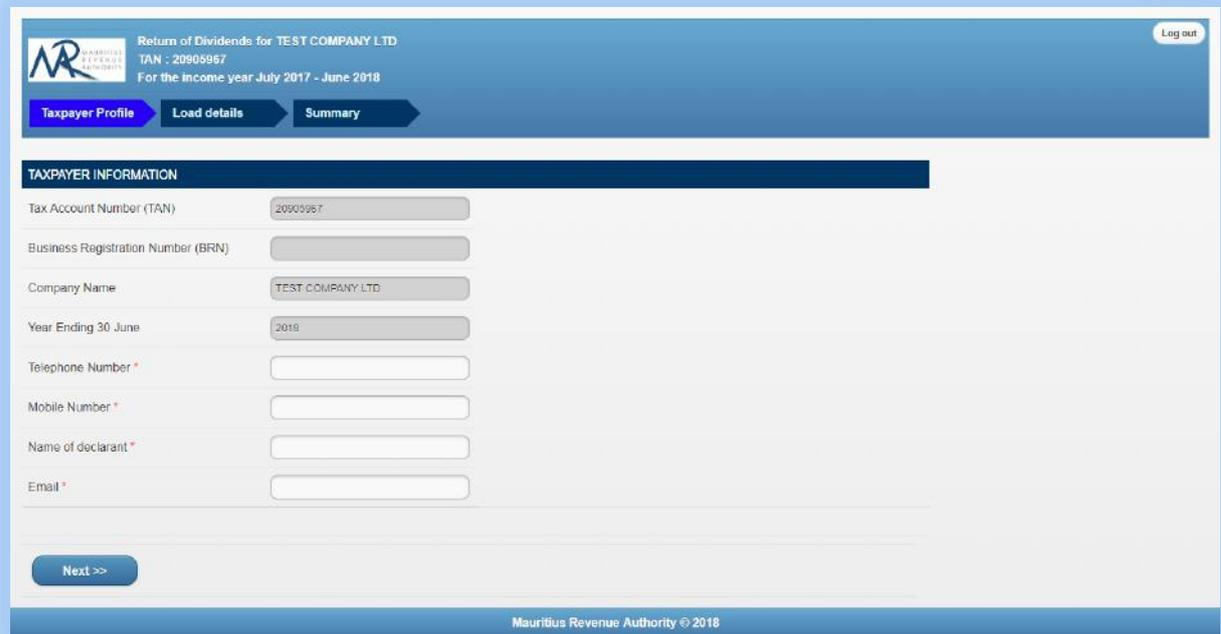 Return of Dividends for TEST COMPANY LTD
Log out
MAURITIUS
REVENUE
AUTHORITY
TAN : 20905967
For the income year July 2017 - June 2018
Taxpayer Profile Load details Summary
TAXPAYER INFORMATION
Tax Account Number (TAN) 20905967
Business Registration Number (BRN)
Company Name TEST COMPANY LTD
Year Ending 30 June 2018
Telephone Number *
Mobile Number *
Name of declarant *
Email *
Next >>
Mauritius Revenue Authority © 2018